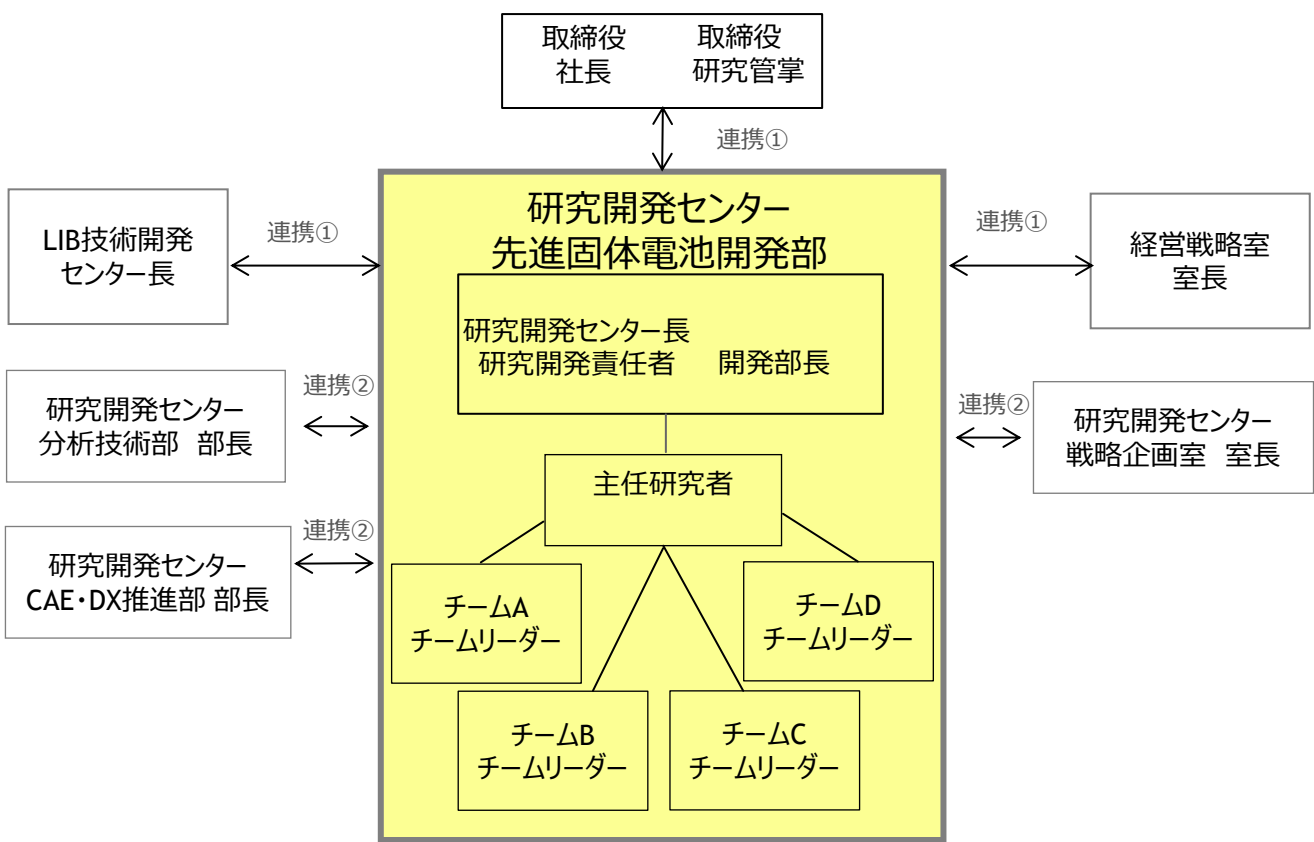 取締役 取締役
社長 研究管掌
連携①
研究開発センター
先進固体電池開発部
LIB技術開発
センター長
連携①
連携①
経営戦略室
室長
研究開発センター長
研究開発責任者 開発部長
研究開発センター
分析技術部 部長
連携②
連携②
研究開発センター
戦略企画室 室長
主任研究者
研究開発センター
CAE・DX推進部 部長
連携②
チームA
チームリーダー
チームD
チームリーダー
チームB
チームリーダー
チームC
チームリーダー